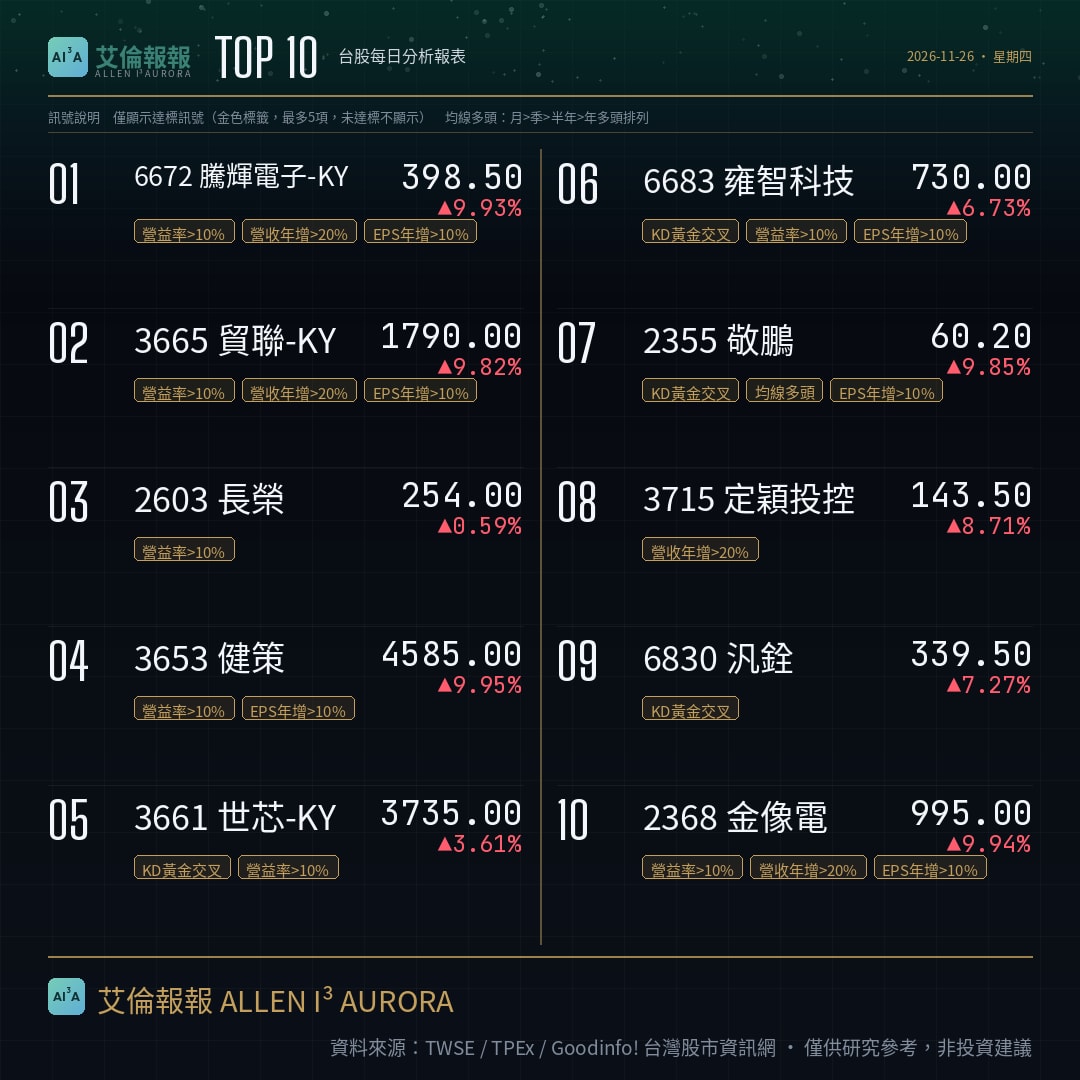 AI³A 艾倫報報 TOP 10 台股每日分析報表 2026-11-26 · 星期四
ALLEN I³AURORA
訊號說明 僅顯示達標訊號（金色標籤，最多5項，未達標不顯示） 均線多頭：月>季>半年>年多頭排列
01 6672 騰輝電子-KY 398.50
▲9.93%
營益率>10% 營收年增>20% EPS年增>10%
02 3665 貿聯-KY 1790.00
▲9.82%
營益率>10% 營收年增>20% EPS年增>10%
03 2603 長榮 254.00
▲0.59%
營益率>10%
04 3653 健策 4585.00
▲9.95%
營益率>10% EPS年增>10%
05 3661 世芯-KY 3735.00
▲3.61%
KD黃金交叉 營益率>10%
06 6683 雍智科技 730.00
▲6.73%
KD黃金交叉 營益率>10% EPS年增>10%
07 2355 敬鵬 60.20
▲9.85%
KD黃金交叉 均線多頭 EPS年增>10%
08 3715 定穎投控 143.50
▲8.71%
營收年增>20%
09 6830 汎銓 339.50
▲7.27%
KD黃金交叉
10 2368 金像電 995.00
▲9.94%
營益率>10% 營收年增>20% EPS年增>10%
AI³A 艾倫報報 ALLEN I³ AURORA
資料來源：TWSE / TPEx / Goodinfo! 台灣股市資訊網 · 僅供研究參考，非投資建議